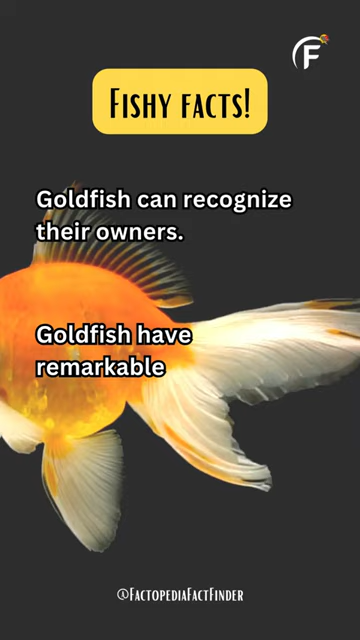 F
FISHY FACTS!
Goldfish can recognize
their owners.
Goldfish have
remarkable
@FACTOPEDIAFACTFINDER